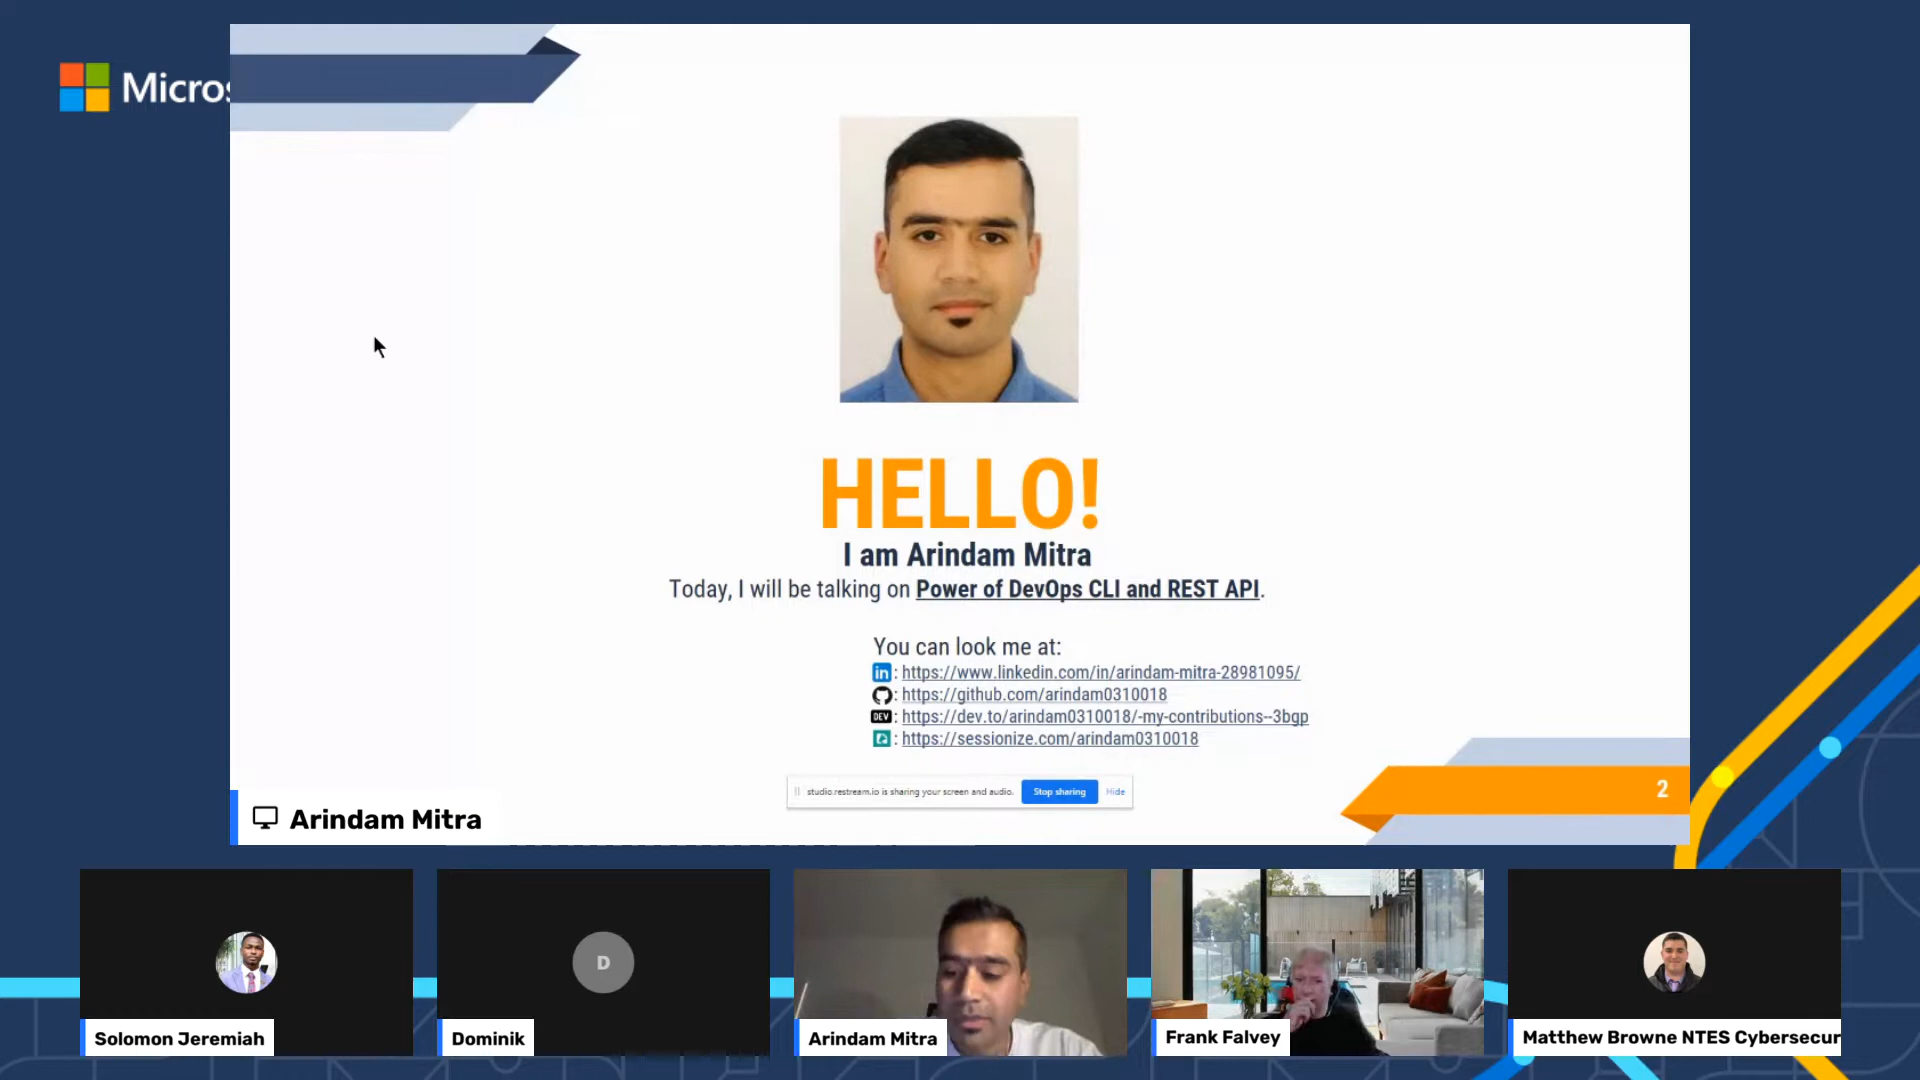 Micros
HELLO!
I am Arindam Mitra
Today, I will be talking on Power of DevOps CLI and REST API.
You can look me at:
in : https://www.linkedin.com/in/arindam-mitra-28981095/
: https://github.com/arindam0310018
DEV : https://dev.to/arindam0310018/-my-contributions--3bgp
: https://sessionize.com/arindam0310018
studio.restream.io is sharing your screen and audio. Stop sharing Hide
2
Arindam Mitra
D
Solomon Jeremiah
Dominik
Arindam Mitra
Frank Falvey
Matthew Browne NTES Cybersecur